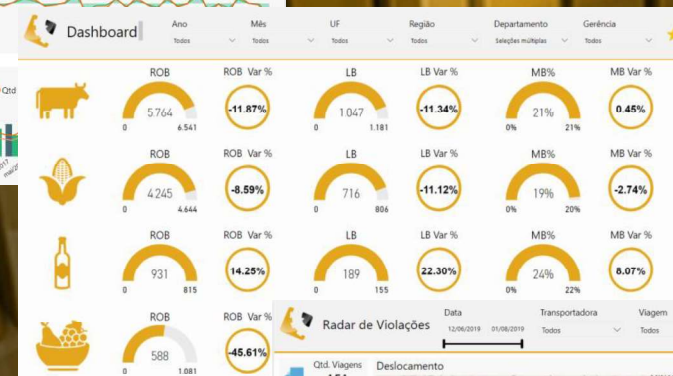 Dashboard
Ano Mês UF Região Departamento Gerência
Todos Todos Todos Todos Seleções múltiplas Todos
Qtd
2017
ROB ROB Var % LB LB Var % MB% MB Var %
5.764 -11.87% 1.047 -11.34% 21% 0.45%
0 6.541 0 1.181 0% 21%
ROB ROB Var % LB LB Var % MB% MB Var %
4.245 -8.59% 716 -11.12% 19% -2.74%
0 4.644 0 806 0% 20%
ROB ROB Var % LB LB Var % MB% MB Var %
931 14.25% 189 22.30% 24% 8.07%
0 815 0 155 0% 22%
ROB ROB Var %
588 -45.61%
0 1.081
Radar de Violações
Data Transportadora Viagem
12/06/2019 01/08/2019 Todos Todos
Qtd. Viagens Deslocamento